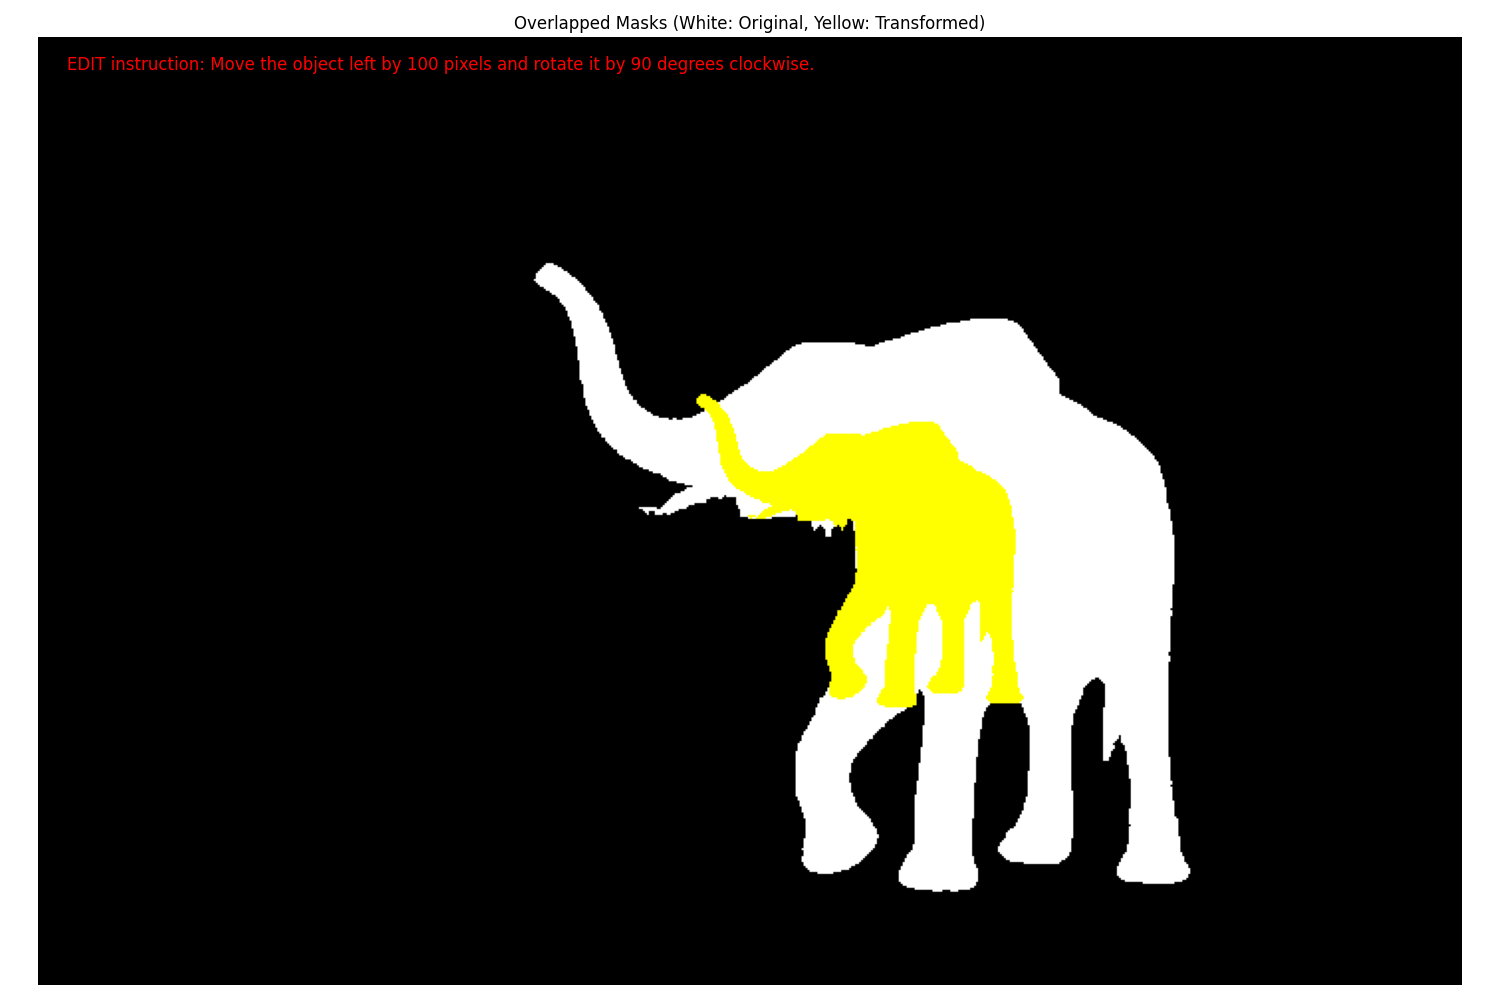 Overlapped Masks (White: Original, Yellow: Transformed)
EDIT instruction: Move the object left by 100 pixels and rotate it by 90 degrees clockwise.